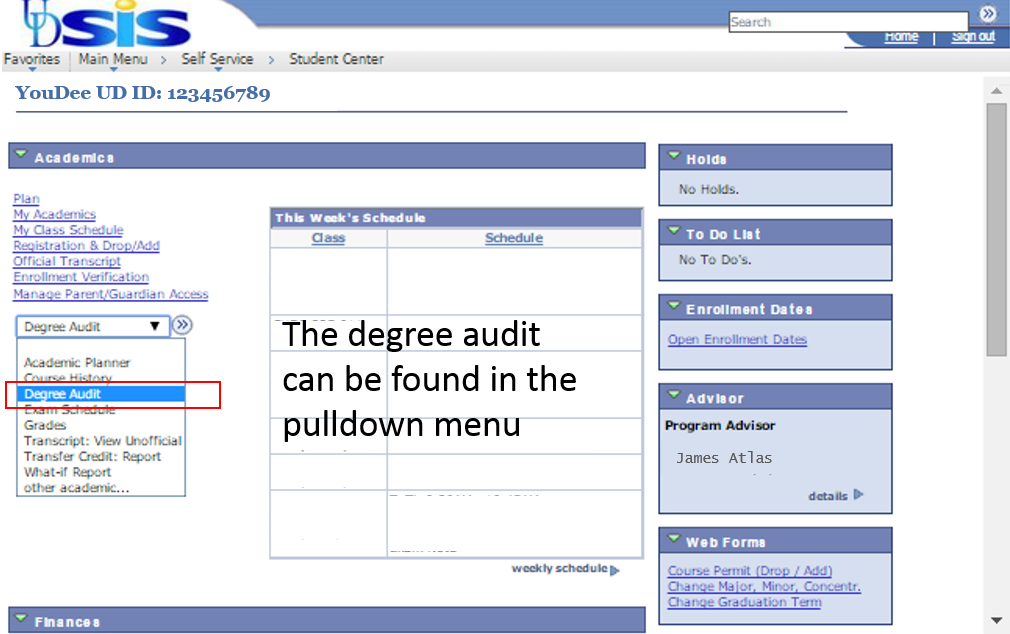 UDSIS
Search
Home | Sign out
Favorites Main Menu > Self Service > Student Center
YouDee UD ID: 123456789
Academics
Plan
My Academics
My Class Schedule
Registration & Drop/Add
Official Transcript
Enrollment Verification
Manage Parent/Guardian Access
Degree Audit
Academic Planner
Course History
Degree Audit
Exam Schedule
Grades
Transcript: View Unofficial
Transfer Credit: Report
What-if Report
other academic...
This Week's Schedule
Class Schedule
The degree audit
can be found in the
pulldown menu
weekly schedule
Holds
No Holds.
To Do List
No To Do's.
Enrollment Dates
Open Enrollment Dates
Advisor
Program Advisor
James Atlas
details
Web Forms
Course Permit (Drop / Add)
Change Major, Minor, Concentr.
Change Graduation Term
Finances